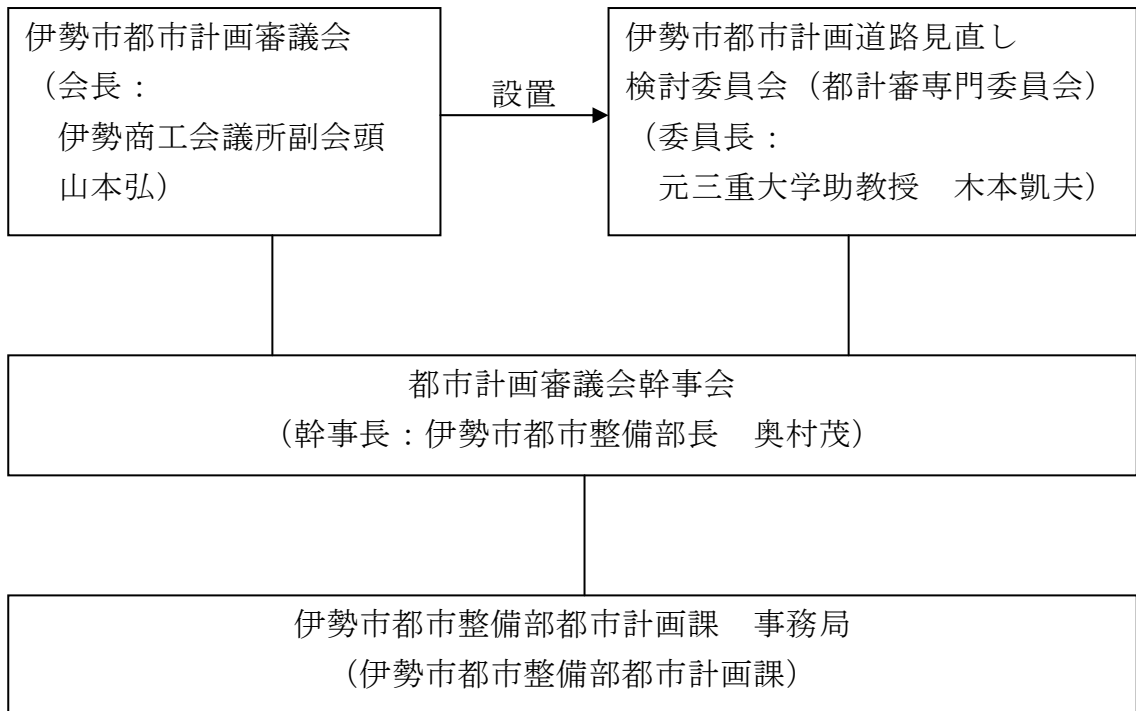 伊勢市都市計画審議会
（会長：
伊勢商工会議所副会頭
山本弘）
設置
伊勢市都市計画道路見直し
検討委員会（都計審専門委員会）
（委員長：
元三重大学助教授　木本凱夫）
都市計画審議会幹事会
（幹事長：伊勢市都市整備部長　奥村茂）
伊勢市都市整備部都市計画課　事務局
（伊勢市都市整備部都市計画課）